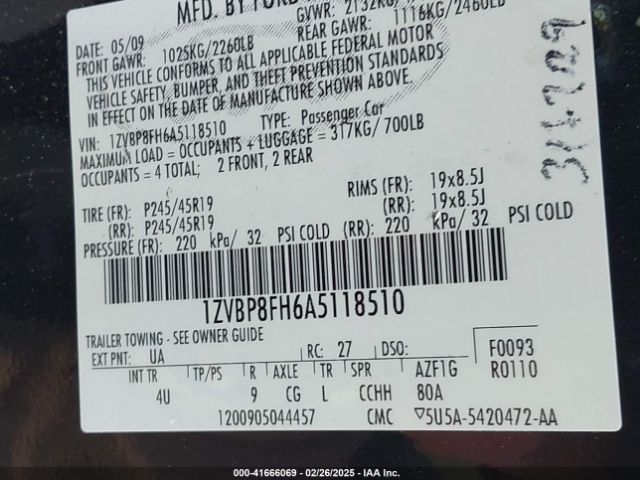 MFD. BY FORD
DATE: 05/09 GVWR: 2132KG/
FRONT GAWR: 1025KG/2260LB REAR GAWR: 1116KG/2460LB
THIS VEHICLE CONFORMS TO ALL APPLICABLE FEDERAL MOTOR
VEHICLE SAFETY, BUMPER, AND THEFT PREVENTION STANDARDS
IN EFFECT ON THE DATE OF MANUFACTURE SHOWN ABOVE.
VIN: 1ZVBP8FH6A5118510 TYPE: Passenger Car
MAXIMUM LOAD = OCCUPANTS + LUGGAGE = 317KG/ 700LB
OCCUPANTS = 4 TOTAL; 2 FRONT, 2 REAR
TIRE (FR): P245/45R19 RIMS (FR): 19x8.5J
(RR): P245/45R19 (RR): 19x8.5J
PRESSURE (FR): 220 kPa/ 32 PSI COLD (RR): 220 kPa/ 32 PSI COLD
1ZVBP8FH6A5118510
TRAILER TOWING - SEE OWNER GUIDE
EXT PNT: UA RC: 27 DSO: F0093
INT TR TP/PS R AXLE TR SPR AZF1G R0110
4U 9 CG L CCHH 80A
1200905044457 CMC ▽5U5A-5420472-AA
000-41666069 - 02/26/2025 - IAA Inc.